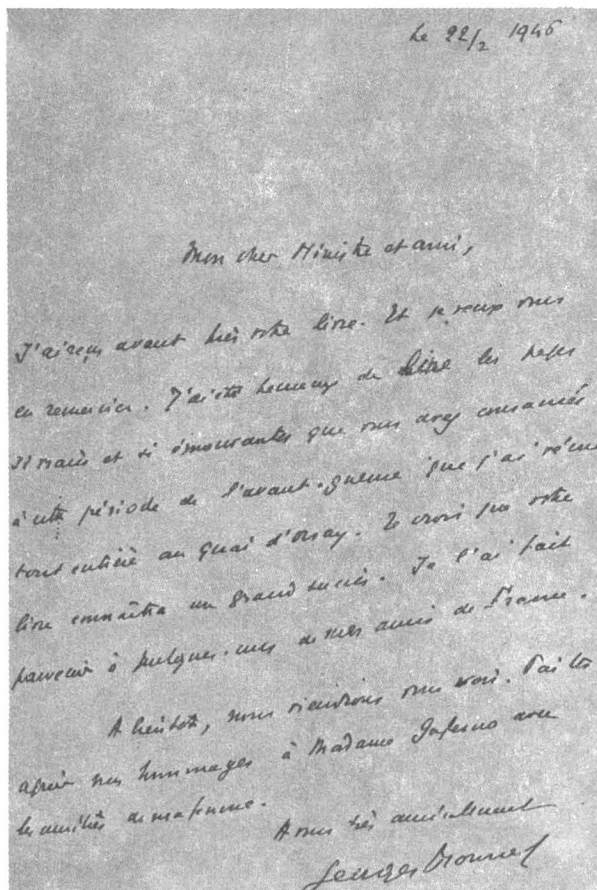 Le 22/2 1946
Mon cher Ministre et ami,
J'ai reçu avant hier votre livre. Et je veux vous
en remercier. J'ai été heureux de lire les pages
si vraies et si émouvantes que vous avez consacrées
à cette période de l'avant-guerre que j'ai vécue
tout entière au Quai d'Orsay. Je crois que votre
livre connaîtra un grand succès. Je l'ai fait
parvenir à quelques-uns de mes amis de France.
A bientôt, nous viendrons vous voir. Faites
agréer mes hommages à Madame avec
les amitiés de ma femme.
A vous très amicalement
Georges Bonnet